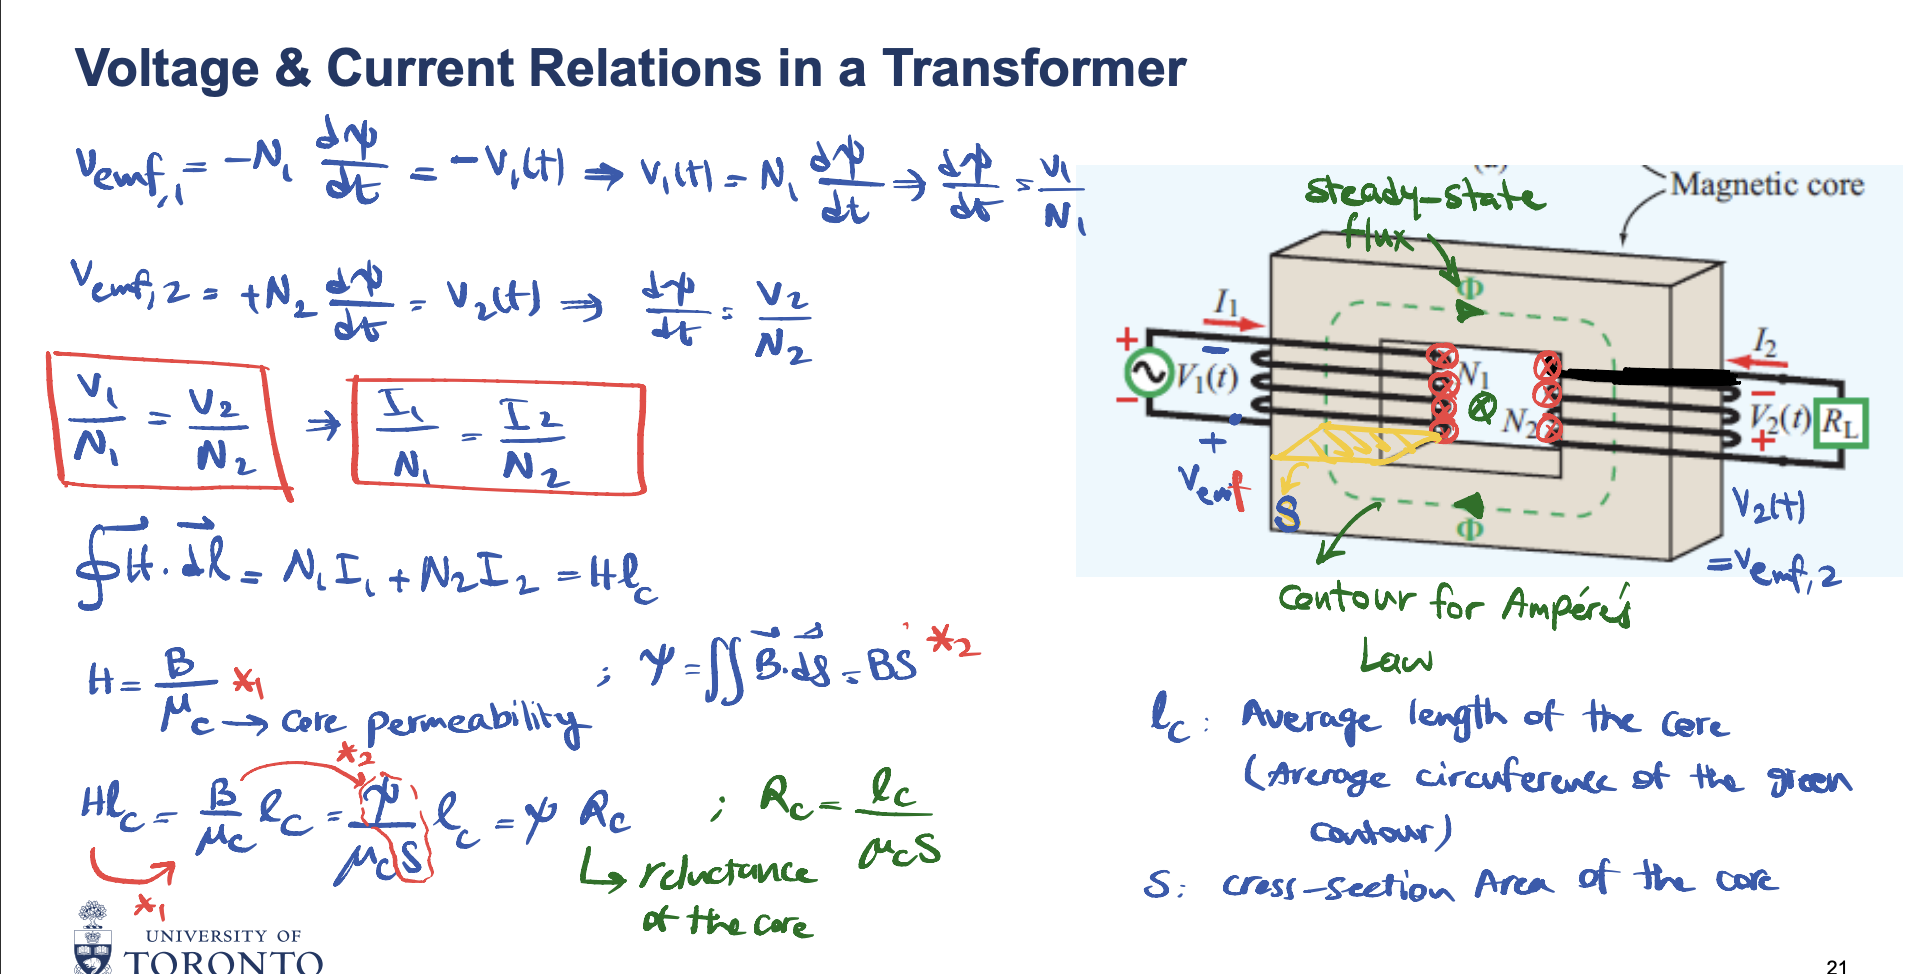 Voltage & Current Relations in a Transformer
Vemf,1 = -N1 dψ/dt = -V1(t) ⇒ V1(t) = N1 dψ/dt ⇒ dψ/dt = V1/N1
Vemf,2 = +N2 dψ/dt = V2(t) ⇒ dψ/dt = V2/N2
V1/N1 = V2/N2 ⇒ I1/N1 = I2/N2
∮H⃗·dl⃗ = N1I1 + N2I2 = Hlc
H = B/μc *1 → core permeability ; ψ = ∬B⃗·ds⃗ = BS *2
*2
Hlc = B/μc lc = ψ/μcS lc = ψ Rc ; Rc = lc/μcS
*1
↳ reluctance
of the core
UNIVERSITY OF
TORONTO
Magnetic core
steady-state
flux
Φ
I1
I2
+
−
+
−
V1(t)
N1
N2
−
V2(t)
+
RL
Vemf
S
Φ
V2(t)
=Vemf,2
Contour for Ampére's
Law
lc: Average length of the core
(Average circuference of the green
contour)
S: cross-section Area of the core
21